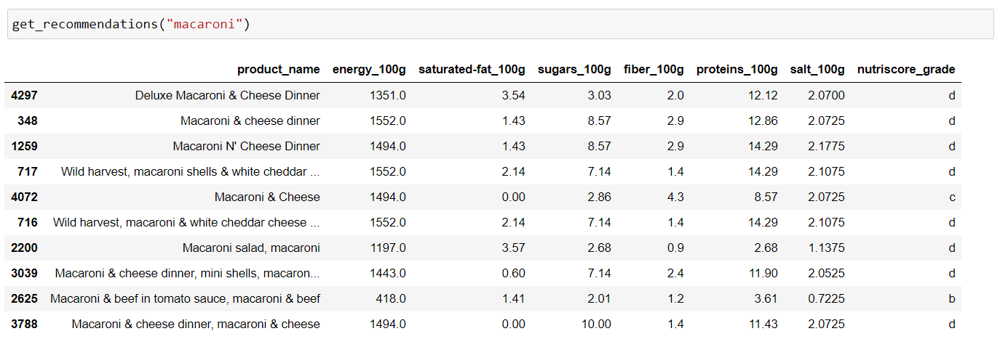 get_recommendations("macaroni")
product_name energy_100g saturated-fat_100g sugars_100g fiber_100g proteins_100g salt_100g nutriscore_grade
4297 Deluxe Macaroni & Cheese Dinner 1351.0 3.54 3.03 2.0 12.12 2.0700 d
348 Macaroni & cheese dinner 1552.0 1.43 8.57 2.9 12.86 2.0725 d
1259 Macaroni N' Cheese Dinner 1494.0 1.43 8.57 2.9 14.29 2.1775 d
717 Wild harvest, macaroni shells & white cheddar ... 1552.0 2.14 7.14 1.4 14.29 2.1075 d
4072 Macaroni & Cheese 1494.0 0.00 2.86 4.3 8.57 2.0725 c
716 Wild harvest, macaroni & white cheddar cheese ... 1552.0 2.14 7.14 1.4 14.29 2.1075 d
2200 Macaroni salad, macaroni 1197.0 3.57 2.68 0.9 2.68 1.1375 d
3039 Macaroni & cheese dinner, mini shells, macaron... 1443.0 0.60 7.14 2.4 11.90 2.0525 d
2625 Macaroni & beef in tomato sauce, macaroni & beef 418.0 1.41 2.01 1.2 3.61 0.7225 b
3788 Macaroni & cheese dinner, macaroni & cheese 1494.0 0.00 10.00 1.4 11.43 2.0725 d